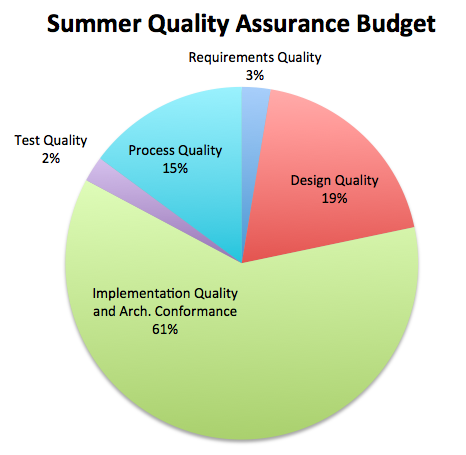 Summer Quality Assurance Budget
Requirements Quality
3%
Test Quality
2%
Process Quality
15%
Design Quality
19%
Implementation Quality
and Arch. Conformance
61%